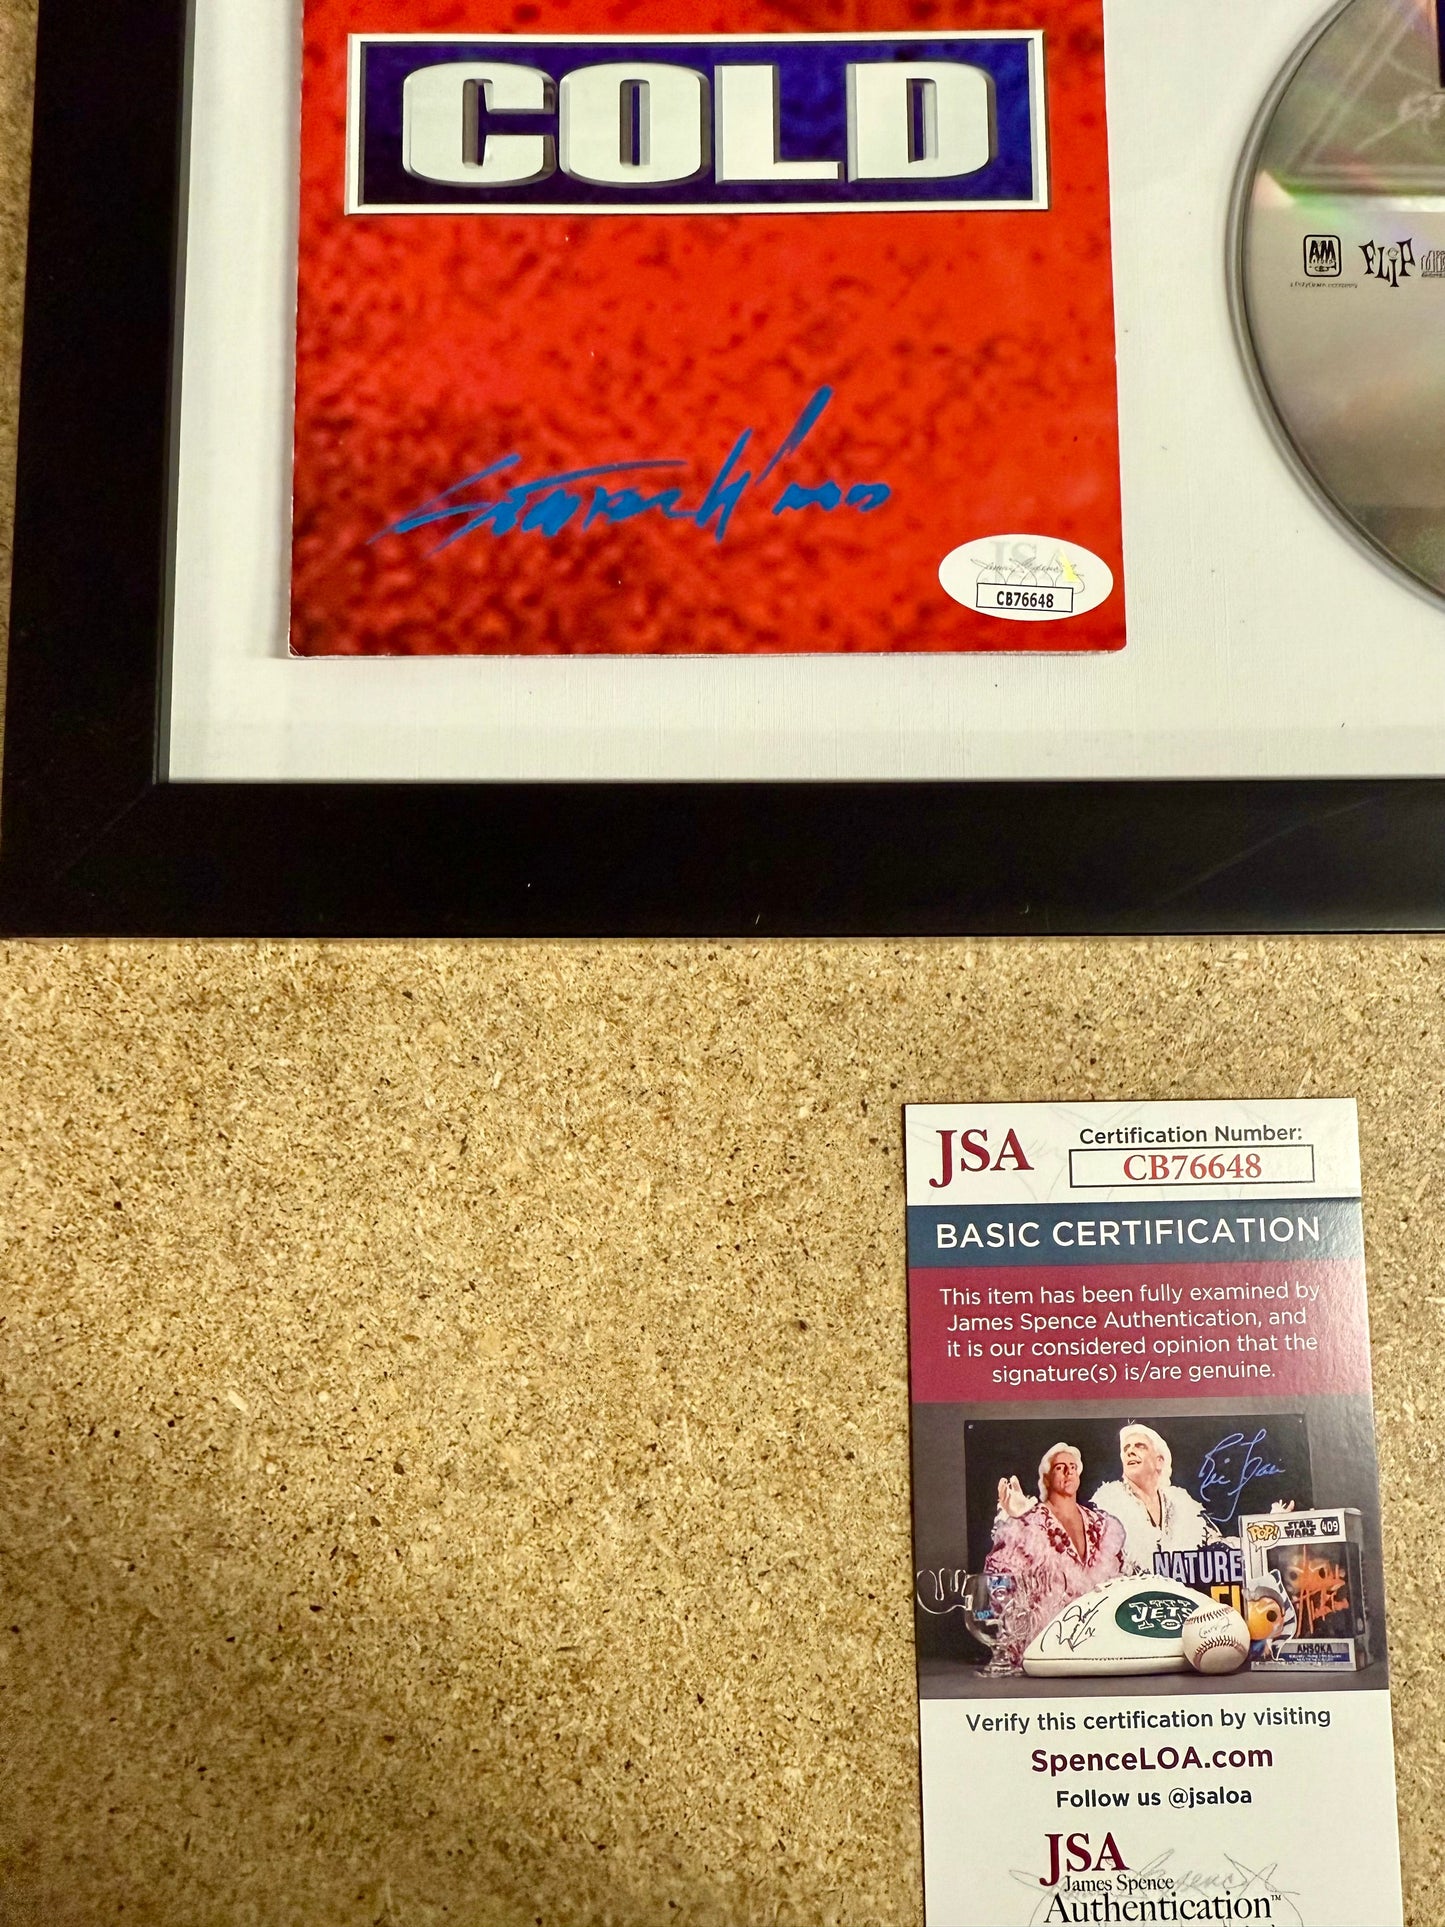 COLD
A&M
FLIP
CB76648
JSA
Certification Number:
CB76648
BASIC CERTIFICATION
This item has been fully examined by
James Spence Authentication, and
it is our considered opinion that the
signature(s) is/are genuine.
NATURE
POP!
STAR
WARS
409
JETS
AHSOKA
Verify this certification by visiting
SpenceLOA.com
Follow us @jsaloa
JSA
James Spence
Authentication™